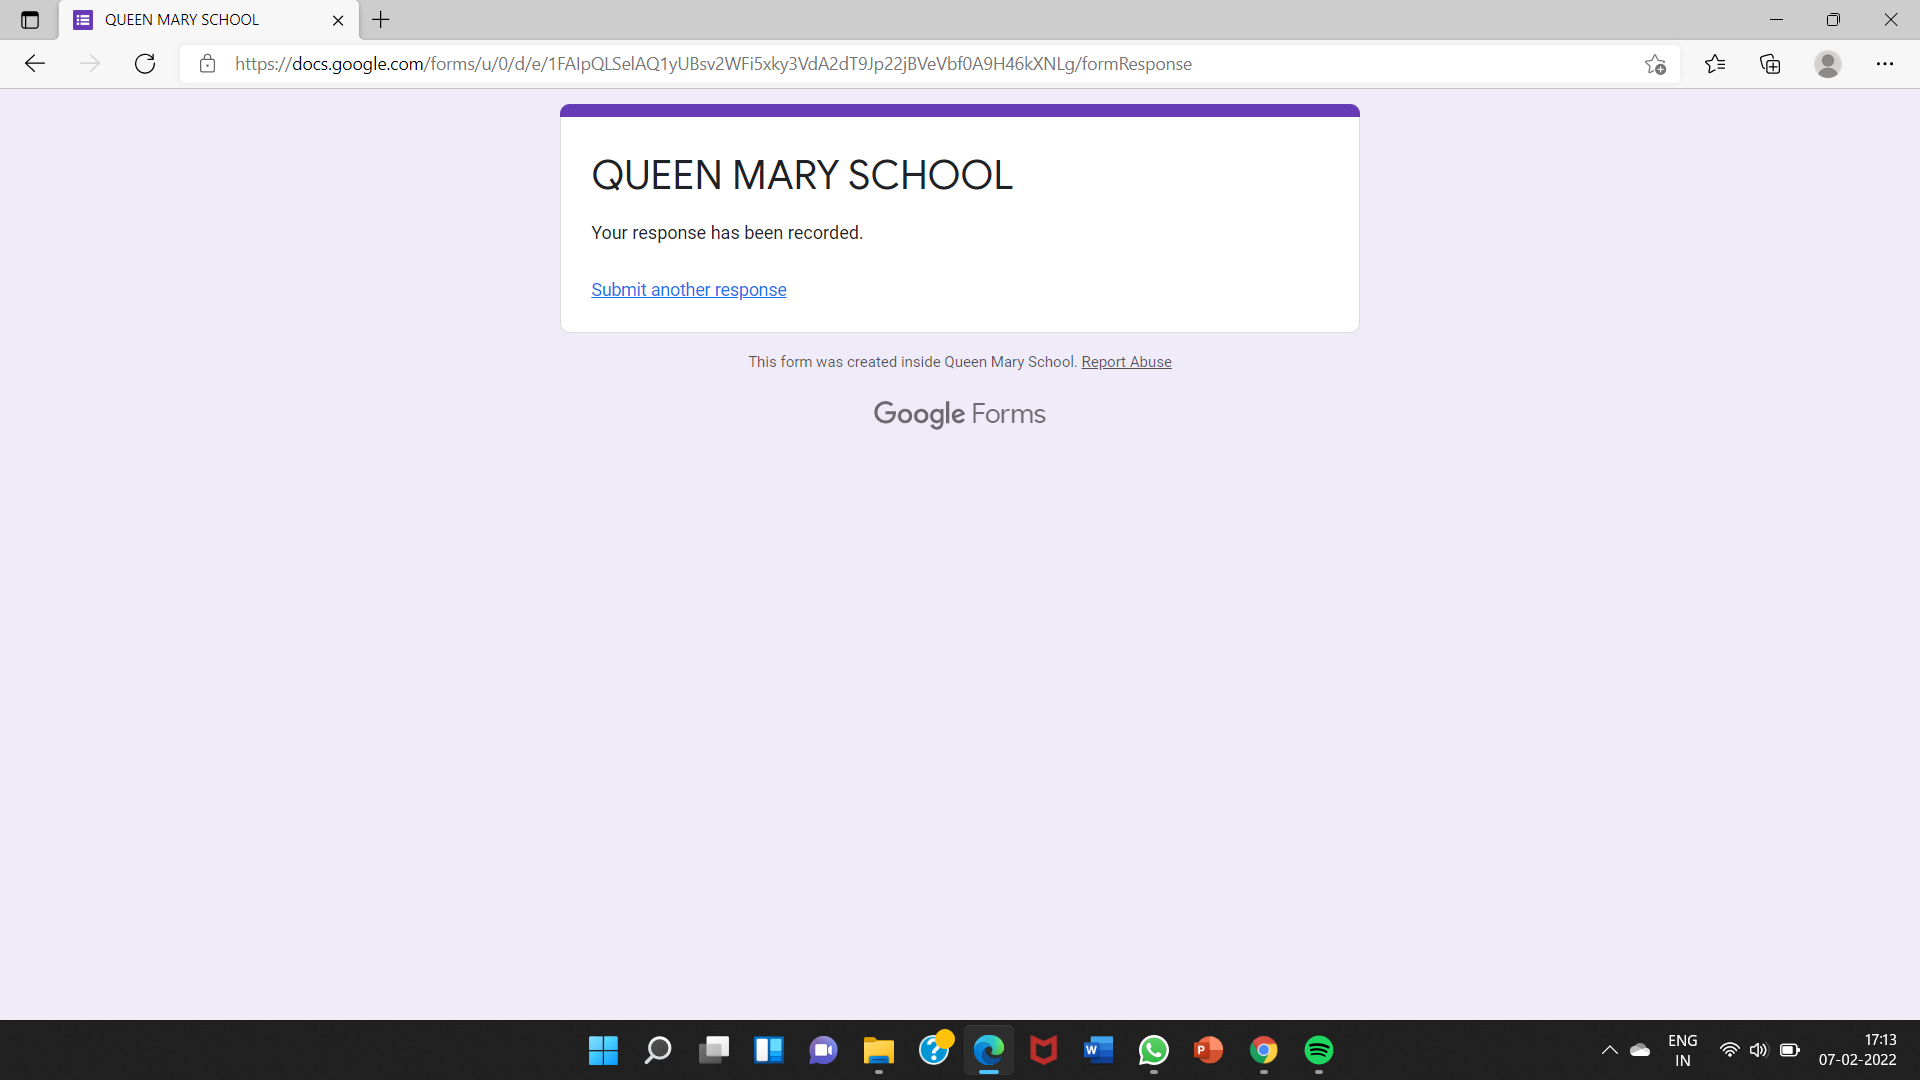 QUEEN MARY SCHOOL
https://docs.google.com/forms/u/0/d/e/1FAIpQLSelAQ1yUBsv2WFi5xky3VdA2dT9Jp22jBVeVbf0A9H46kXNLg/formResponse
QUEEN MARY SCHOOL
Your response has been recorded.
Submit another response
This form was created inside Queen Mary School. Report Abuse
Google Forms
ENG
IN
17:13
07-02-2022